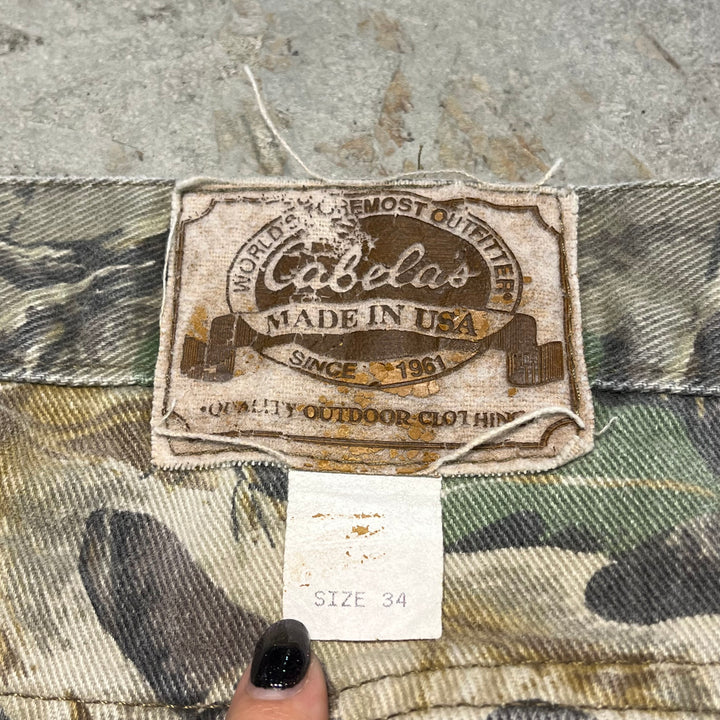 WORLD'S FOREMOST OUTFITTER
Cabela's
MADE IN USA
SINCE 1961
•QUALITY OUTDOOR CLOTHING
SIZE 34